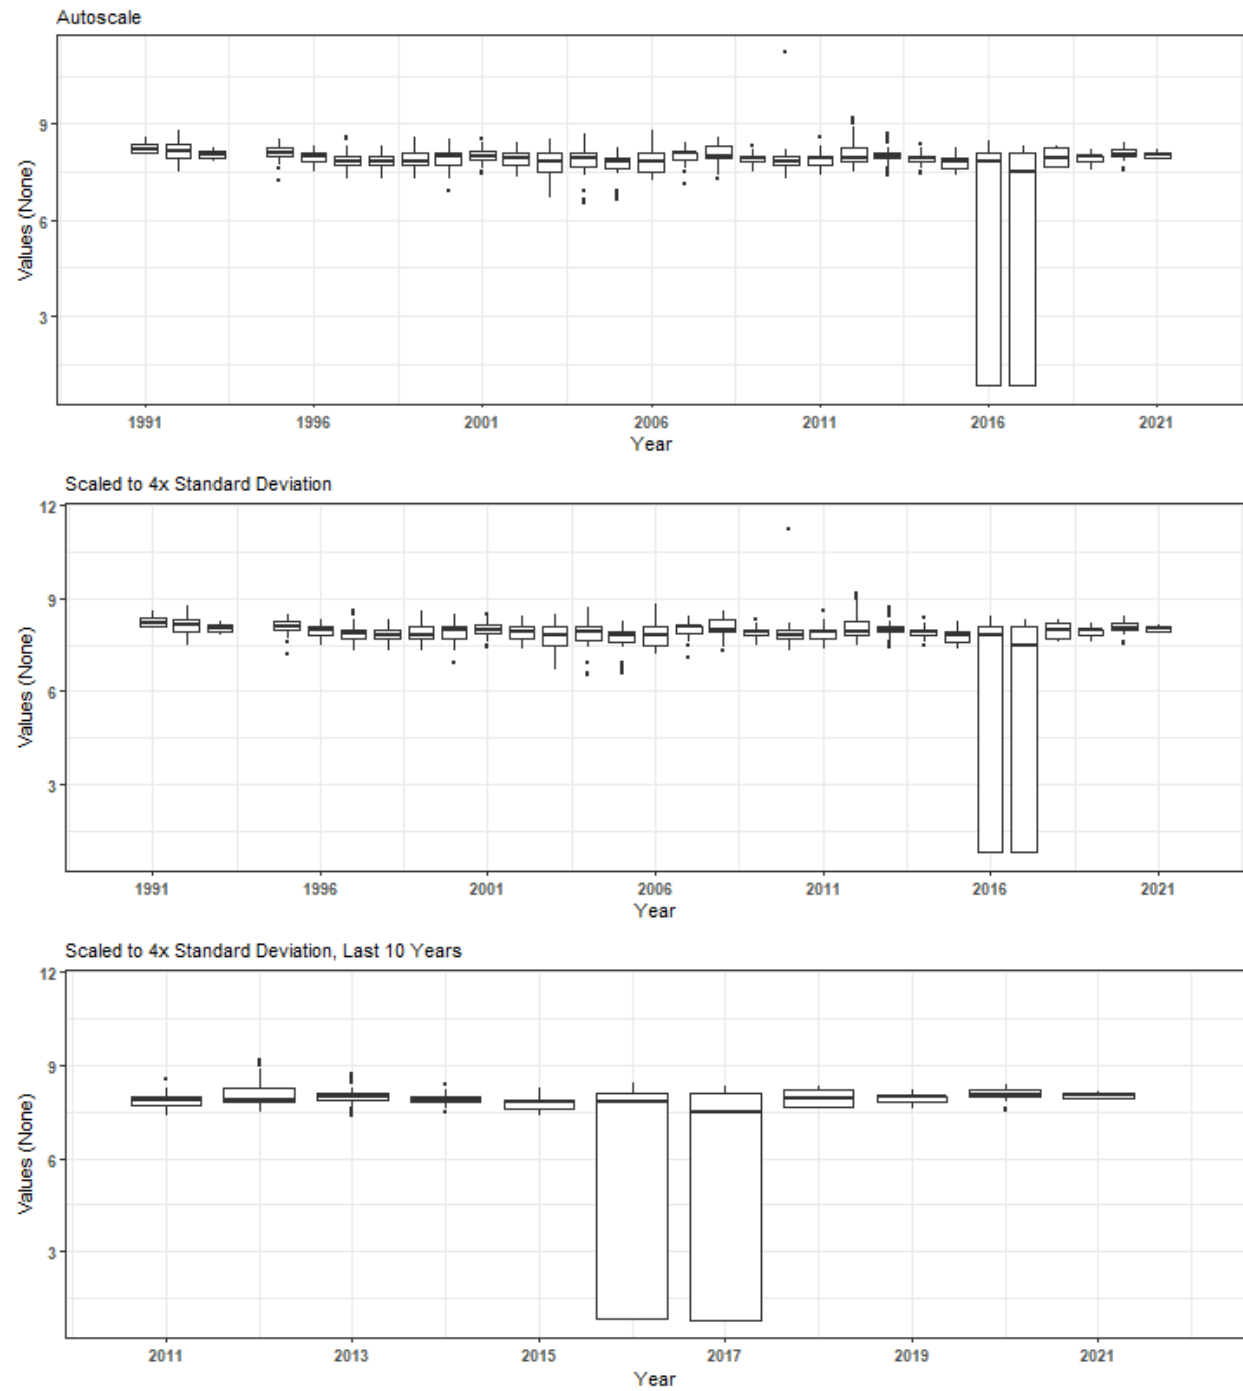 Autoscale
9
6
3
Values (None)
1991 1996 2001 2006 2011 2016 2021
Year
Scaled to 4x Standard Deviation
12
9
6
3
Values (None)
1991 1996 2001 2006 2011 2016 2021
Year
Scaled to 4x Standard Deviation, Last 10 Years
12
9
6
3
Values (None)
2011 2013 2015 2017 2019 2021
Year